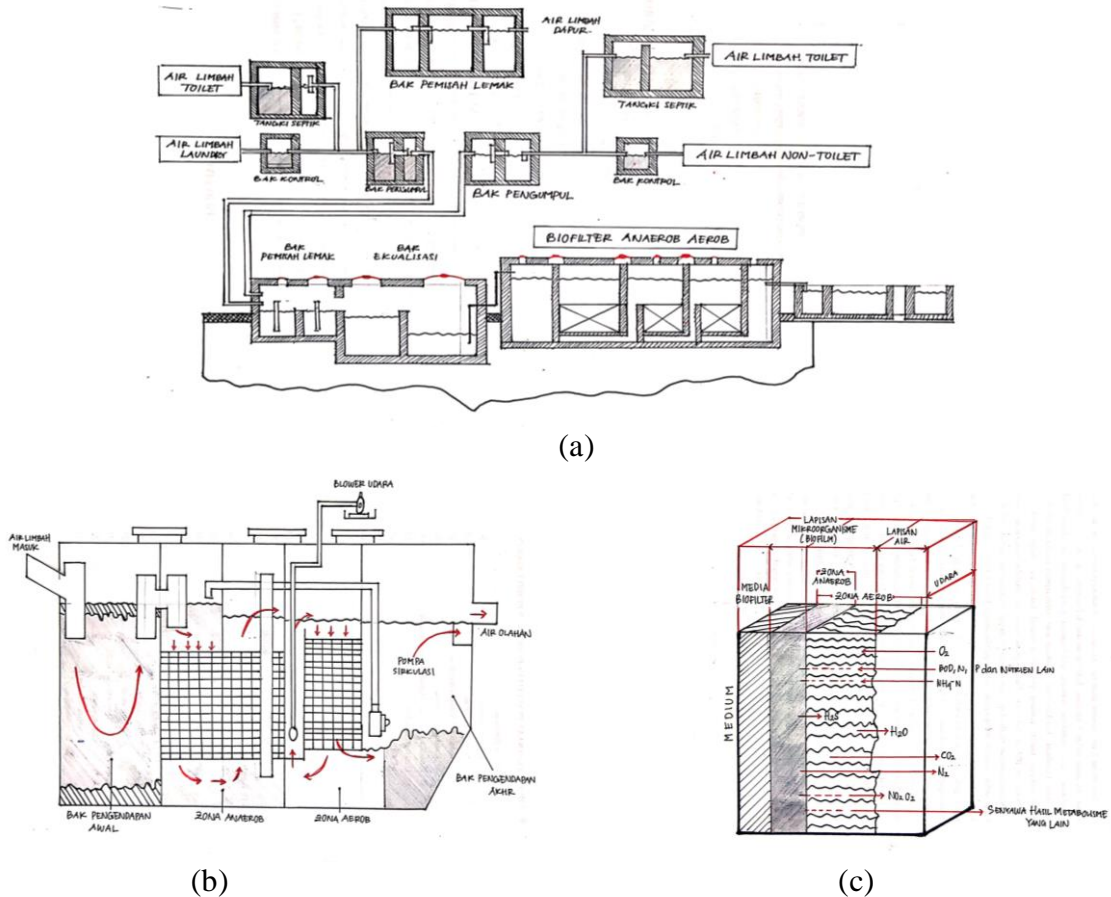 AIR LIMBAH
DAPUR
BAK PEMISAH LEMAK
AIR LIMBAH
TOILET
TANGKI SEPTIK
AIR LIMBAH TOILET
TANGKI SEPTIK
AIR LIMBAH
LAUNDRY
BAK KONTROL
BAK PENGUMPUL
BAK PENGUMPUL
BAK KONTROL
AIR LIMBAH NON-TOILET
BAK
PEMISAH LEMAK
BAK
EKUALISASI
BIOFILTER ANAEROB AEROB
(a)
BLOWER UDARA
AIR LIMBAH
MASUK
AIR OLAHAN
POMPA
SIRKULASI
BAK PENGENDAPAN
AKHIR
BAK PENGENDAPAN
AWAL
ZONA ANAEROB
ZONA AEROB
(b)
LAPISAN
MIKROORGANISME
(BIOFILM)
LAPISAN
AIR
ZONA
ANAEROB
ZONA AEROB
UDARA
MEDIA
BIOFILTER
MEDIUM
O₂
BOD, N, P dan NUTRIEN LAIN
NH₄-N
H₂S
H₂O
CO₂
N₂
SENYAWA HASIL METABOLISME
YANG LAIN
(c)